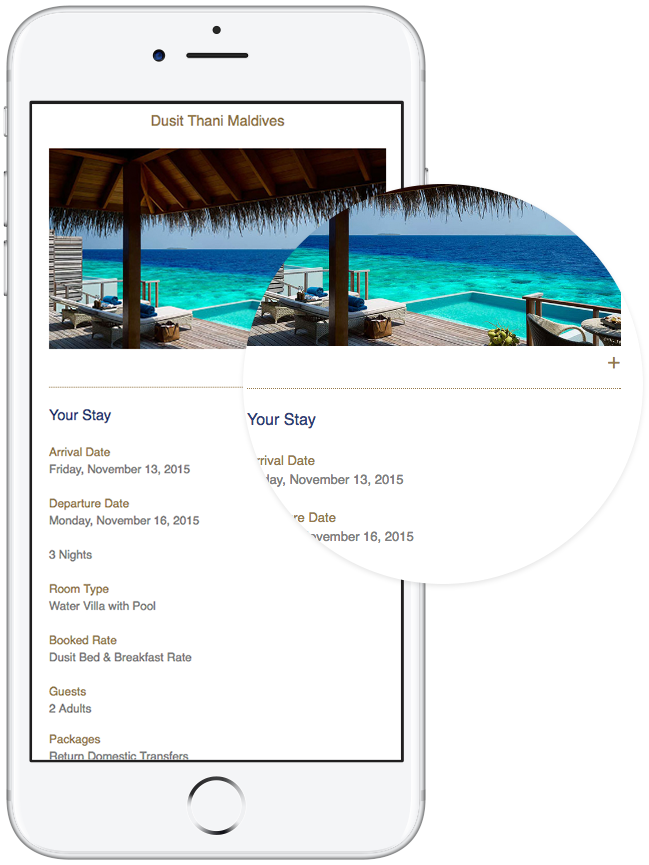 Dusit Thani Maldives
+
Your Stay
Arrival Date
Friday, November 13, 2015
Departure Date
Monday, November 16, 2015
3 Nights
Room Type
Water Villa with Pool
Booked Rate
Dusit Bed & Breakfast Rate
Guests
2 Adults
Packages
Return Domestic Transfers
Your Stay
rrival Date
day, November 13, 2015
re Date
ovember 16, 2015